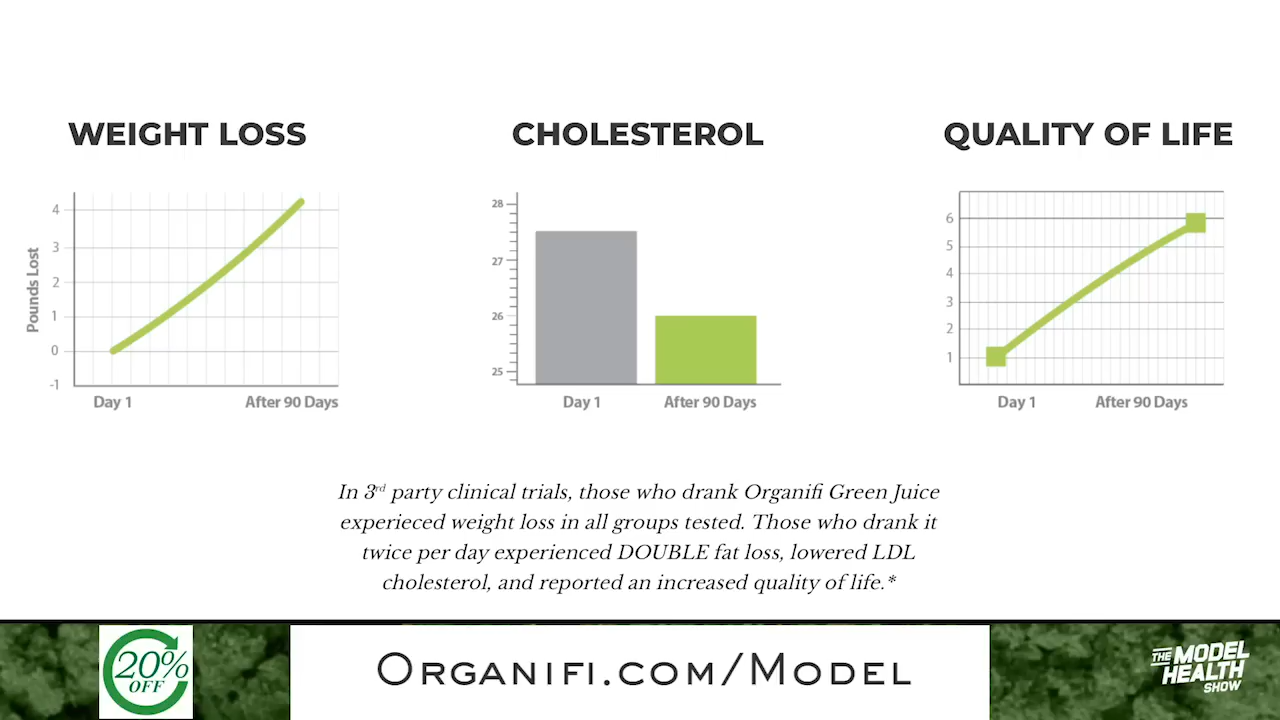 WEIGHT LOSS
CHOLESTEROL
QUALITY OF LIFE
Pounds Lost
4
3
2
1
0
-1
Day 1
After 90 Days
28
27
26
25
Day 1
After 90 Days
6
5
4
3
2
1
Day 1
After 90 Days
In 3rd party clinical trials, those who drank Organifi Green Juice
experieced weight loss in all groups tested. Those who drank it
twice per day experienced DOUBLE fat loss, lowered LDL
cholesterol, and reported an increased quality of life.*
20%
OFF
ORGANIFI.COM/MODEL
THE MODEL
HEALTH
SHOW